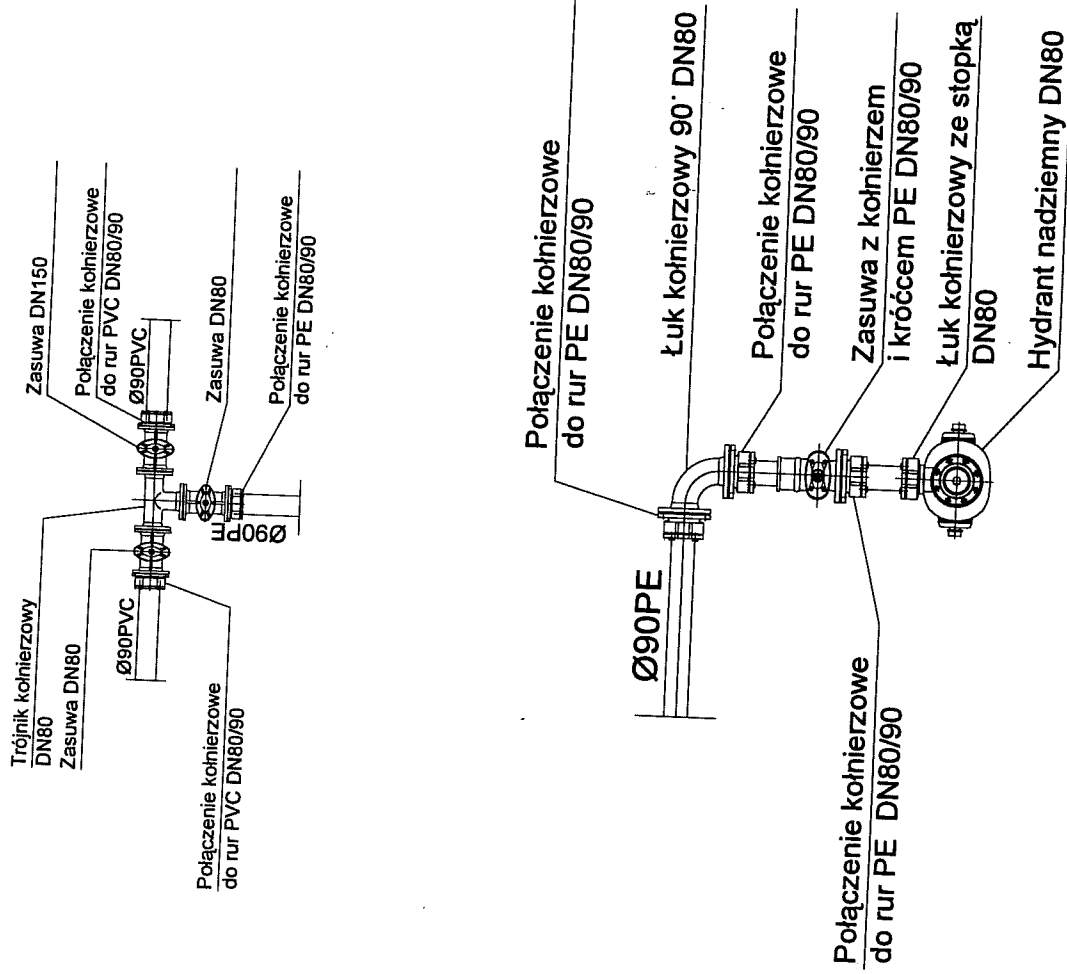 Trójnik kołnierzowy
DN80
Zasuwa DN80
Zasuwa DN150
Połączenie kołnierzowe
do rur PVC DN80/90
Ø90PVC
Zasuwa DN80
Połączenie kołnierzowe
do rur PE DN80/90
Ø90PE
Ø90PVC
Połączenie kołnierzowe
do rur PVC DN80/90
Połączenie kołnierzowe
do rur PE DN80/90
Łuk kołnierzowy 90° DN80
Połączenie kołnierzowe
do rur PE DN80/90
Zasuwa z kołnierzem
i króćcem PE DN80/90
Łuk kołnierzowy ze stopką
DN80
Hydrant nadziemny DN80
Ø90PE
Połączenie kołnierzowe
do rur PE DN80/90